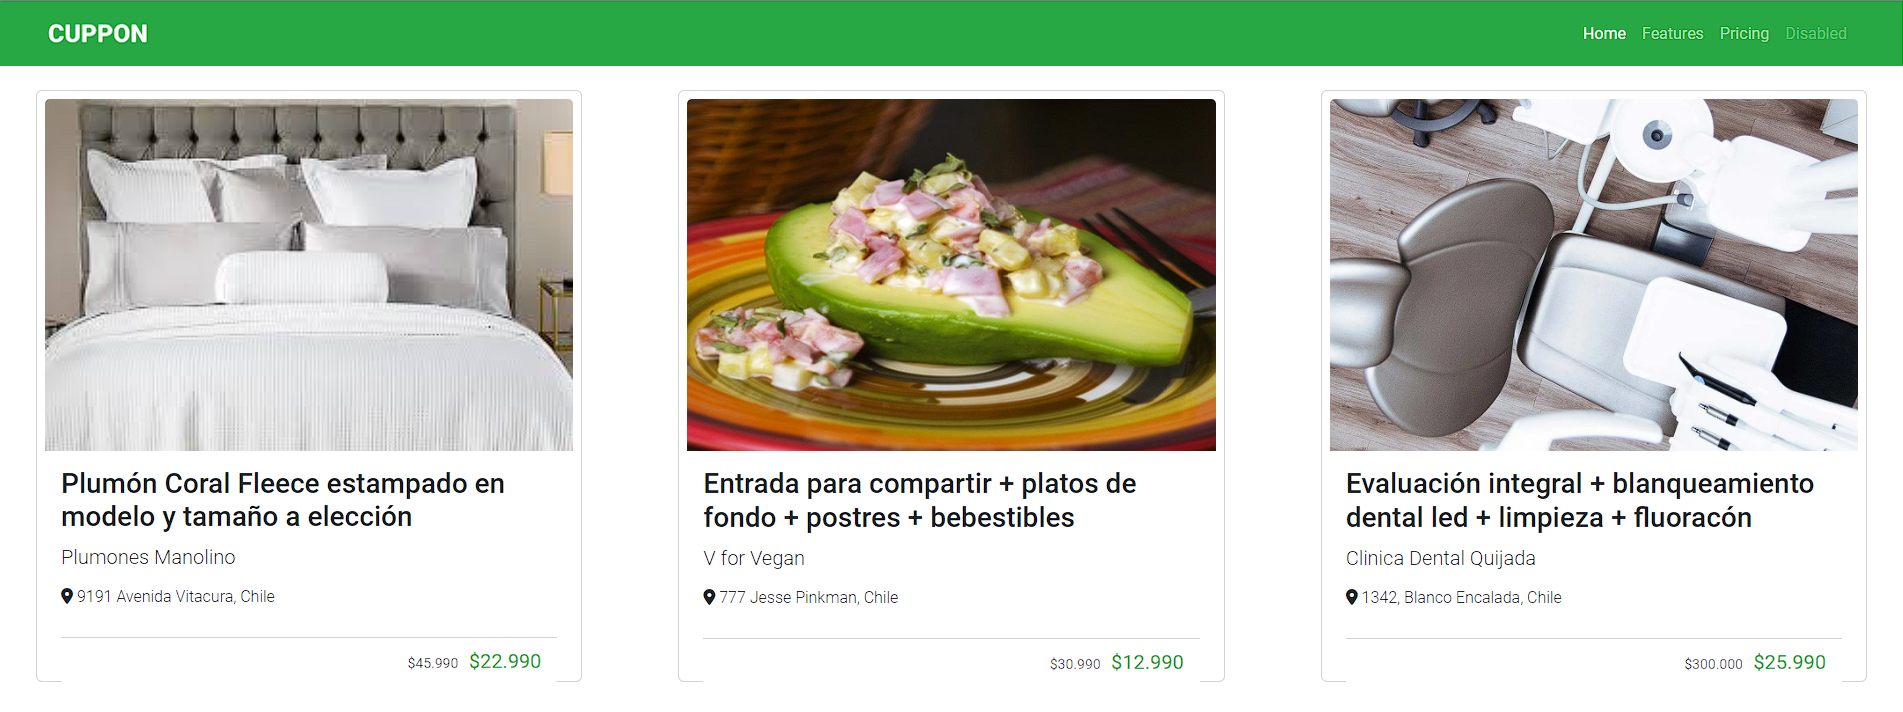 CUPPON
Home Features Pricing Disabled
Plumón Coral Fleece estampado en
modelo y tamaño a elección
Plumones Manolino
9191 Avenida Vitacura, Chile
$45.990 $22.990
Entrada para compartir + platos de
fondo + postres + bebestibles
V for Vegan
777 Jesse Pinkman, Chile
$30.990 $12.990
Evaluación integral + blanqueamiento
dental led + limpieza + fluoracón
Clinica Dental Quijada
1342, Blanco Encalada, Chile
$300.000 $25.990